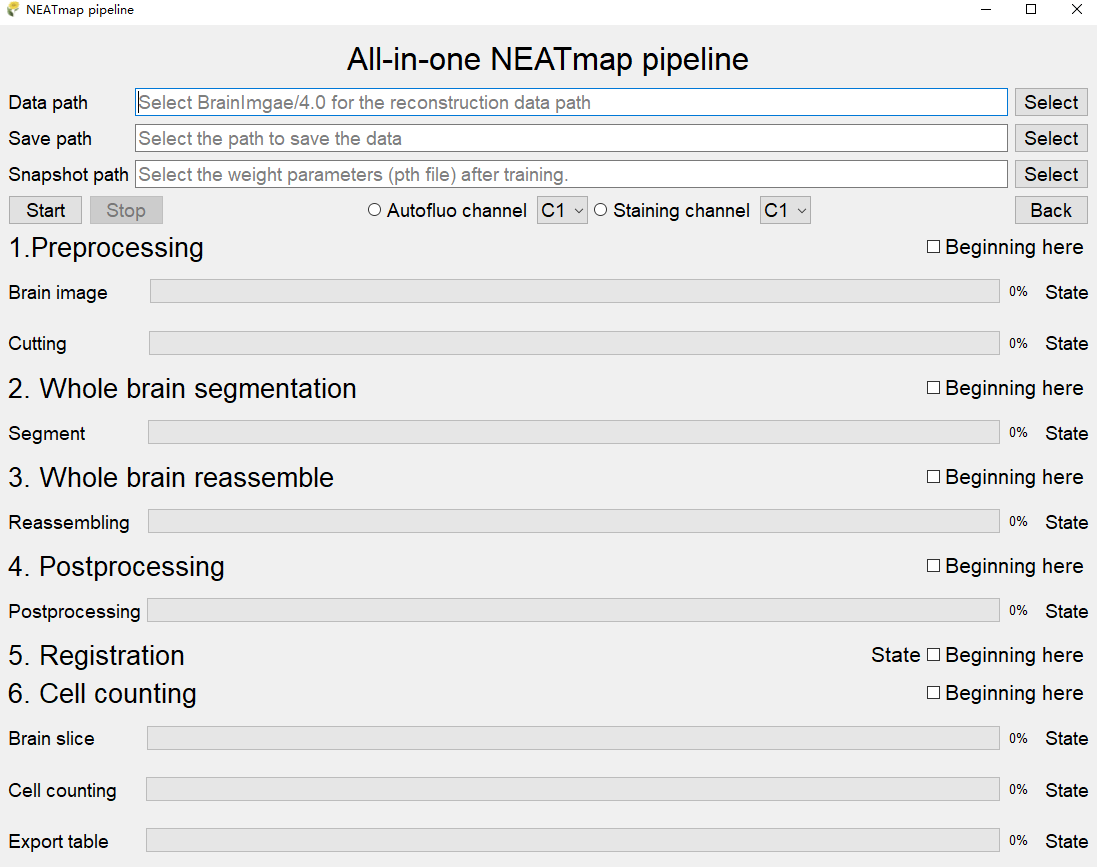 NEATmap pipeline
All-in-one NEATmap pipeline
Data path Select BrainImgae/4.0 for the reconstruction data path Select
Save path Select the path to save the data Select
Snapshot path Select the weight parameters (pth file) after training. Select
Start Stop Autofluo channel C1 Staining channel C1 Back
1.Preprocessing Beginning here
Brain image 0% State
Cutting 0% State
2. Whole brain segmentation Beginning here
Segment 0% State
3. Whole brain reassemble Beginning here
Reassembling 0% State
4. Postprocessing Beginning here
Postprocessing 0% State
5. Registration State Beginning here
6. Cell counting Beginning here
Brain slice 0% State
Cell counting 0% State
Export table 0% State